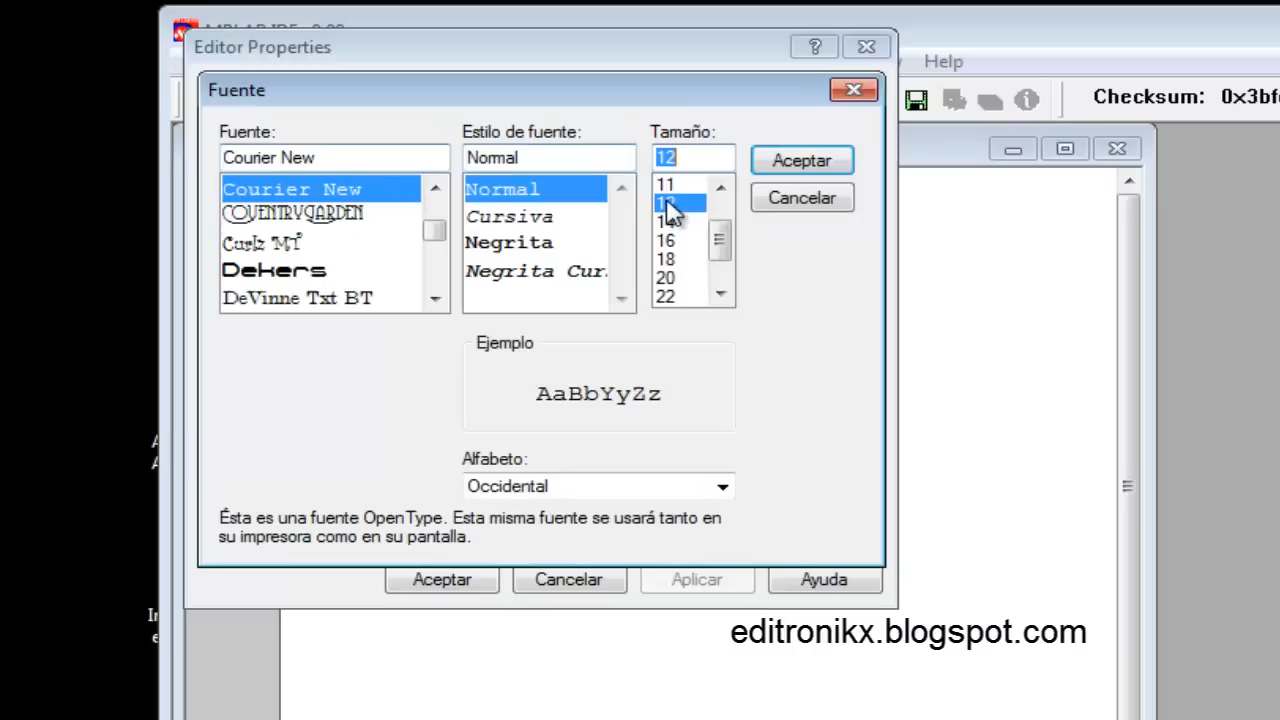 Editor Properties
Help
Fuente
Checksum: 0x3bf
Fuente:
Estilo de fuente:
Tamaño:
Courier New
Normal
12
Aceptar
Cancelar
Courier New
COVENTRYGARDEN
Curlz MT
Dekers
DeVinne Txt BT
Normal
Cursiva
Negrita
Negrita Cur
11
14
16
18
20
22
Ejemplo
AaBbYyZz
Alfabeto:
Occidental
Ésta es una fuente OpenType. Esta misma fuente se usará tanto en
su impresora como en su pantalla.
Aceptar
Cancelar
Aplicar
Ayuda
editronikx.blogspot.com